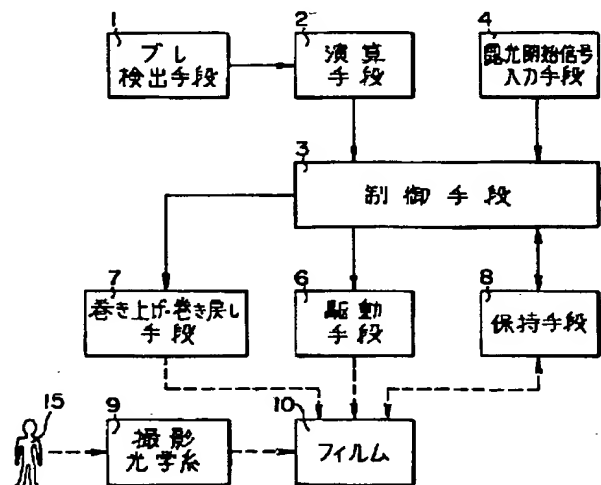 1
ブレ
検出手段
2
演算
手段
4
露光開始信号
入力手段
3
制御手段
7
巻き上げ・巻き戻し
手段
6
駆動
手段
8
保持手段
15
9
撮影
光学系
10
フィルム